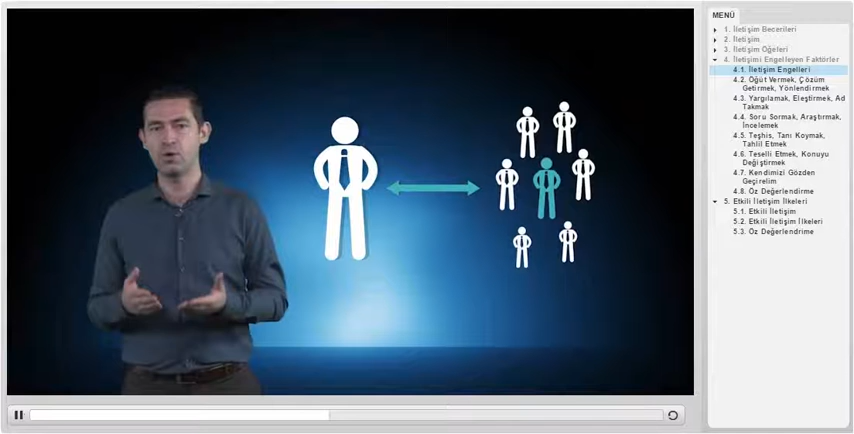 MENÜ
1. İletişim Becerileri
2. İletişim
3. İletişim Öğeleri
4. İletişimi Engelleyen Faktörler
4.1. İletişim Engelleri
4.2. Öğüt Vermek, Çözüm
Getirmek, Yönlendirmek
4.3. Yargılamak, Eleştirmek, Ad
Takmak
4.4. Soru Sormak, Araştırmak,
İncelemek
4.5. Teşhis, Tanı Koymak,
Tahlil Etmek
4.6. Teselli Etmek, Konuyu
Değiştirmek
4.7. Kendimizi Gözden
Geçirelim
4.8. Öz Değerlendirme
5. Etkili İletişim İlkeleri
5.1. Etkili İletişim
5.2. Etkili İletişim İlkeleri
5.3. Öz Değerlendrime